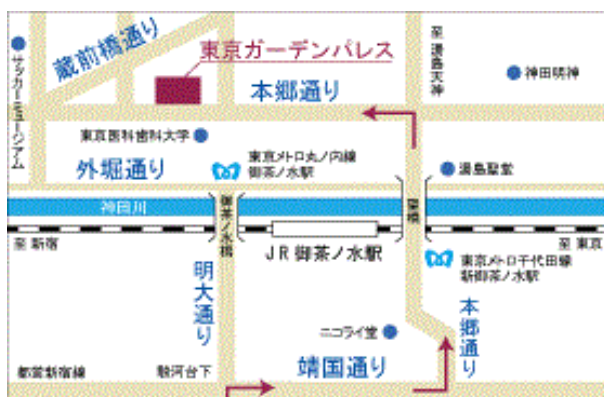 蔵前橋通り
東京ガーデンパレス
至湯島天神
神田明神
サッカーミュージアム
本郷通り
東京医科歯科大学
外堀通り
東京メトロ丸ノ内線
御茶ノ水駅
湯島聖堂
神田川
御茶ノ水橋
聖橋
至新宿
JR御茶ノ水駅
至東京
東京メトロ千代田線
新御茶ノ水駅
明大通り
ニコライ堂
本郷通り
都営新宿線
駿河台下
靖国通り